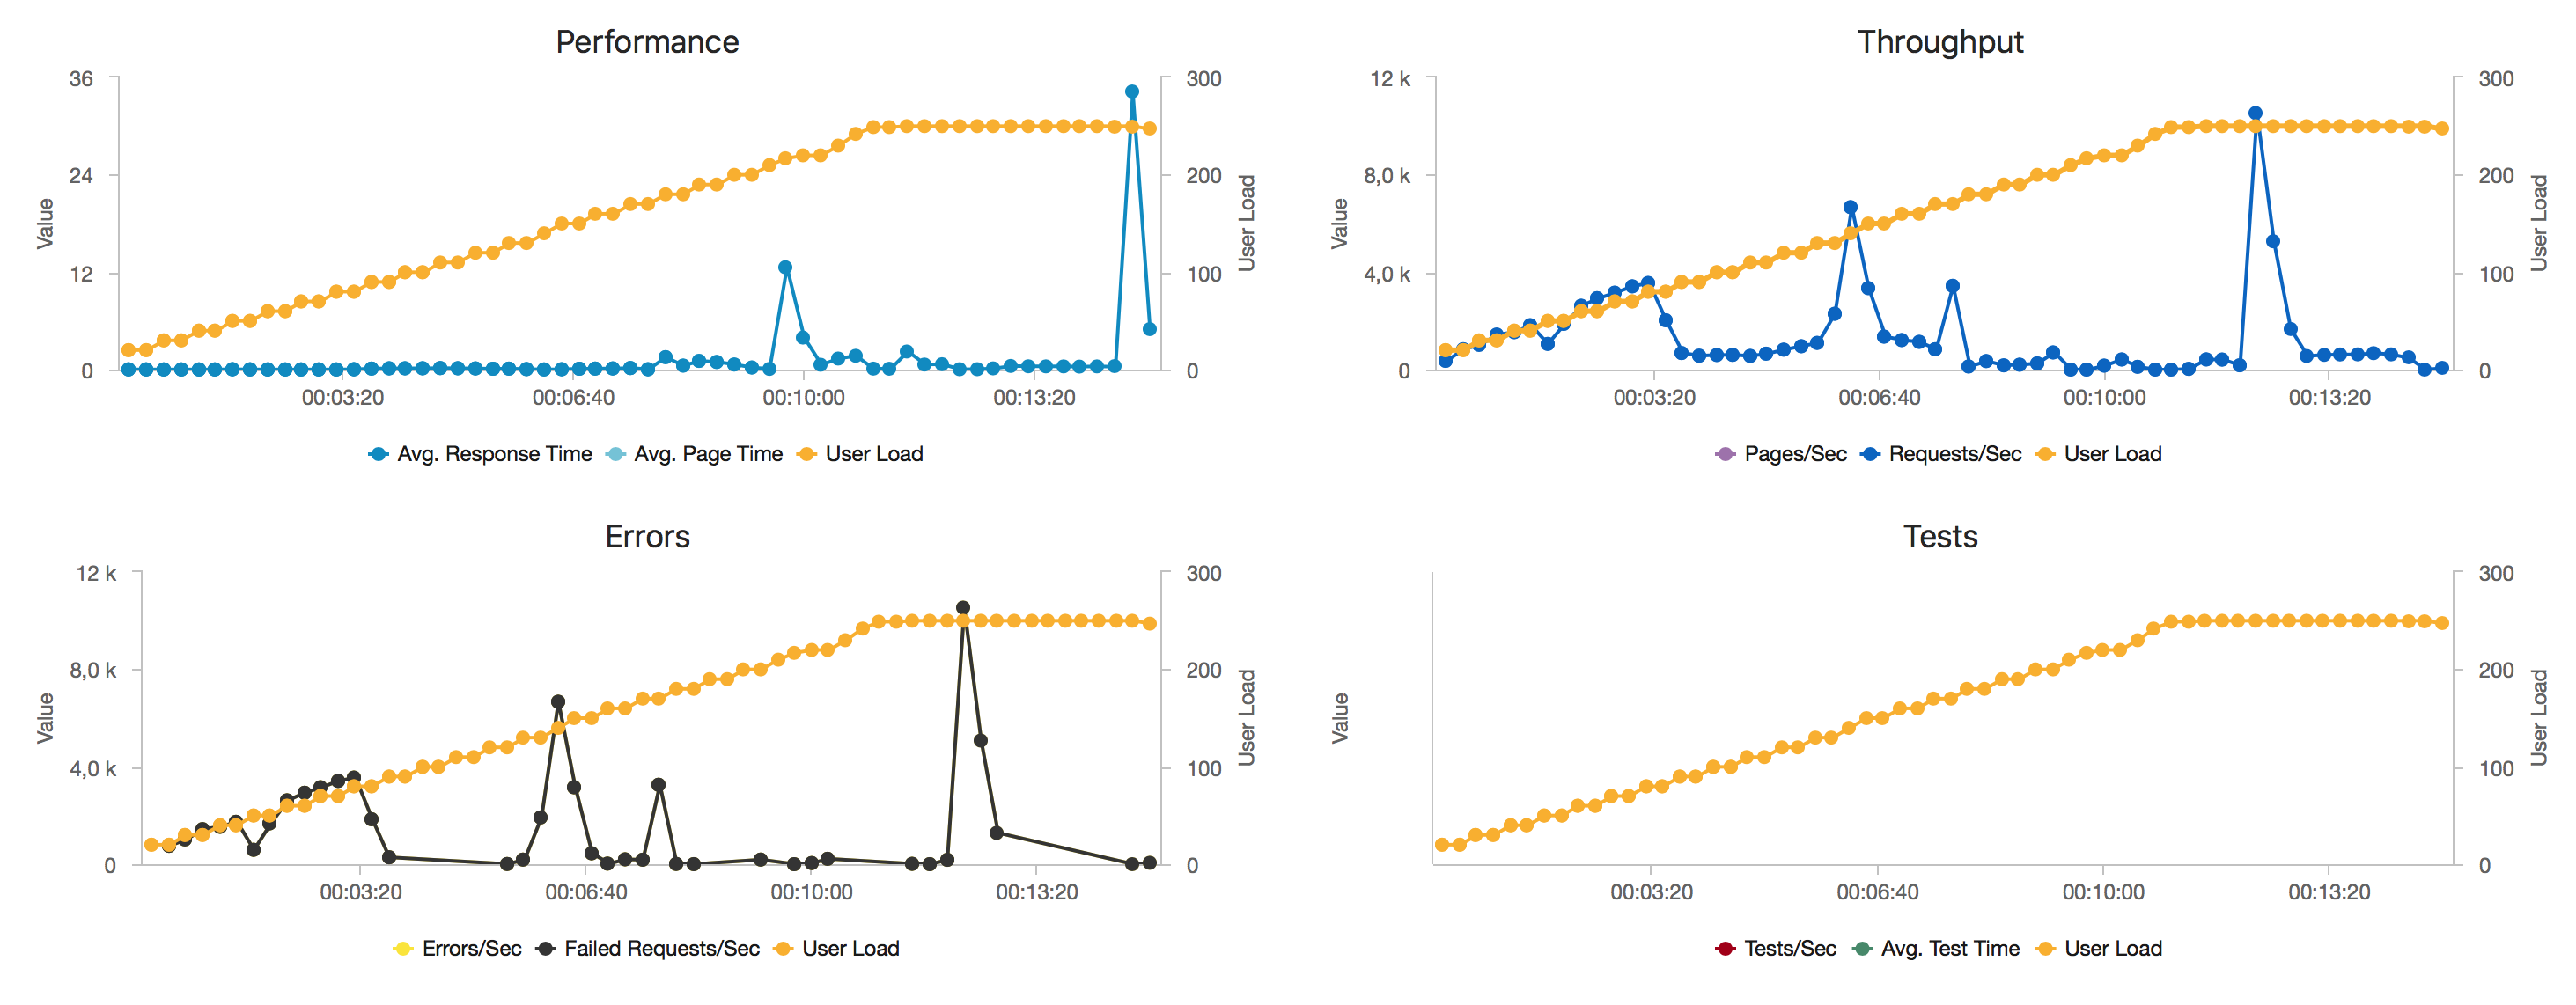 Performance
36
24
12
0
Value
300
200
100
0
User Load
00:03:20 00:06:40 00:10:00 00:13:20
Avg. Response Time Avg. Page Time User Load
Throughput
12 k
8,0 k
4,0 k
0
Value
300
200
100
0
User Load
00:03:20 00:06:40 00:10:00 00:13:20
Pages/Sec Requests/Sec User Load
Errors
12 k
8,0 k
4,0 k
0
Value
300
200
100
0
User Load
00:03:20 00:06:40 00:10:00 00:13:20
Errors/Sec Failed Requests/Sec User Load
Tests
Value
300
200
100
0
User Load
00:03:20 00:06:40 00:10:00 00:13:20
Tests/Sec Avg. Test Time User Load